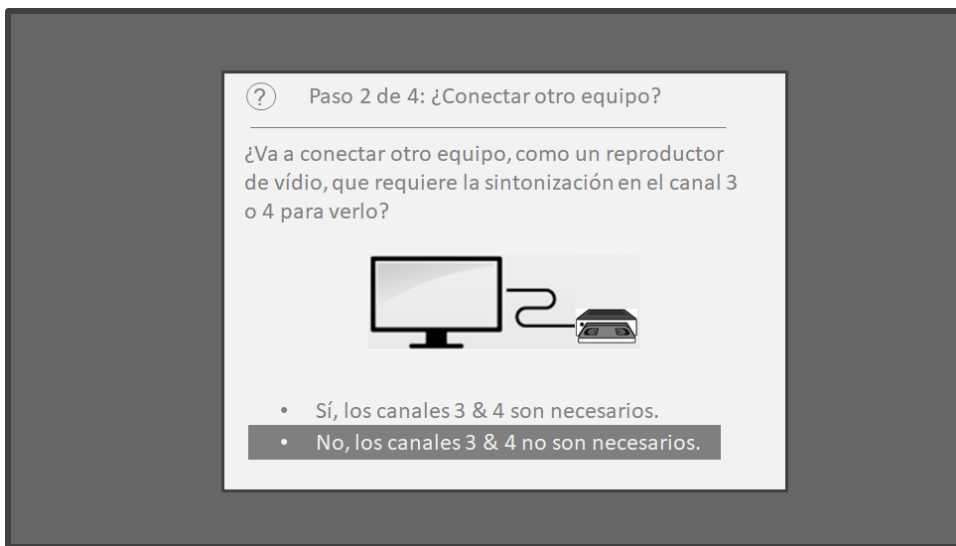 ? Paso 2 de 4: ¿Conectar otro equipo?
¿Va a conectar otro equipo, como un reproductor
de vídio, que requiere la sintonización en el canal 3
o 4 para verlo?
• Sí, los canales 3 & 4 son necesarios.
• No, los canales 3 & 4 no son necesarios.